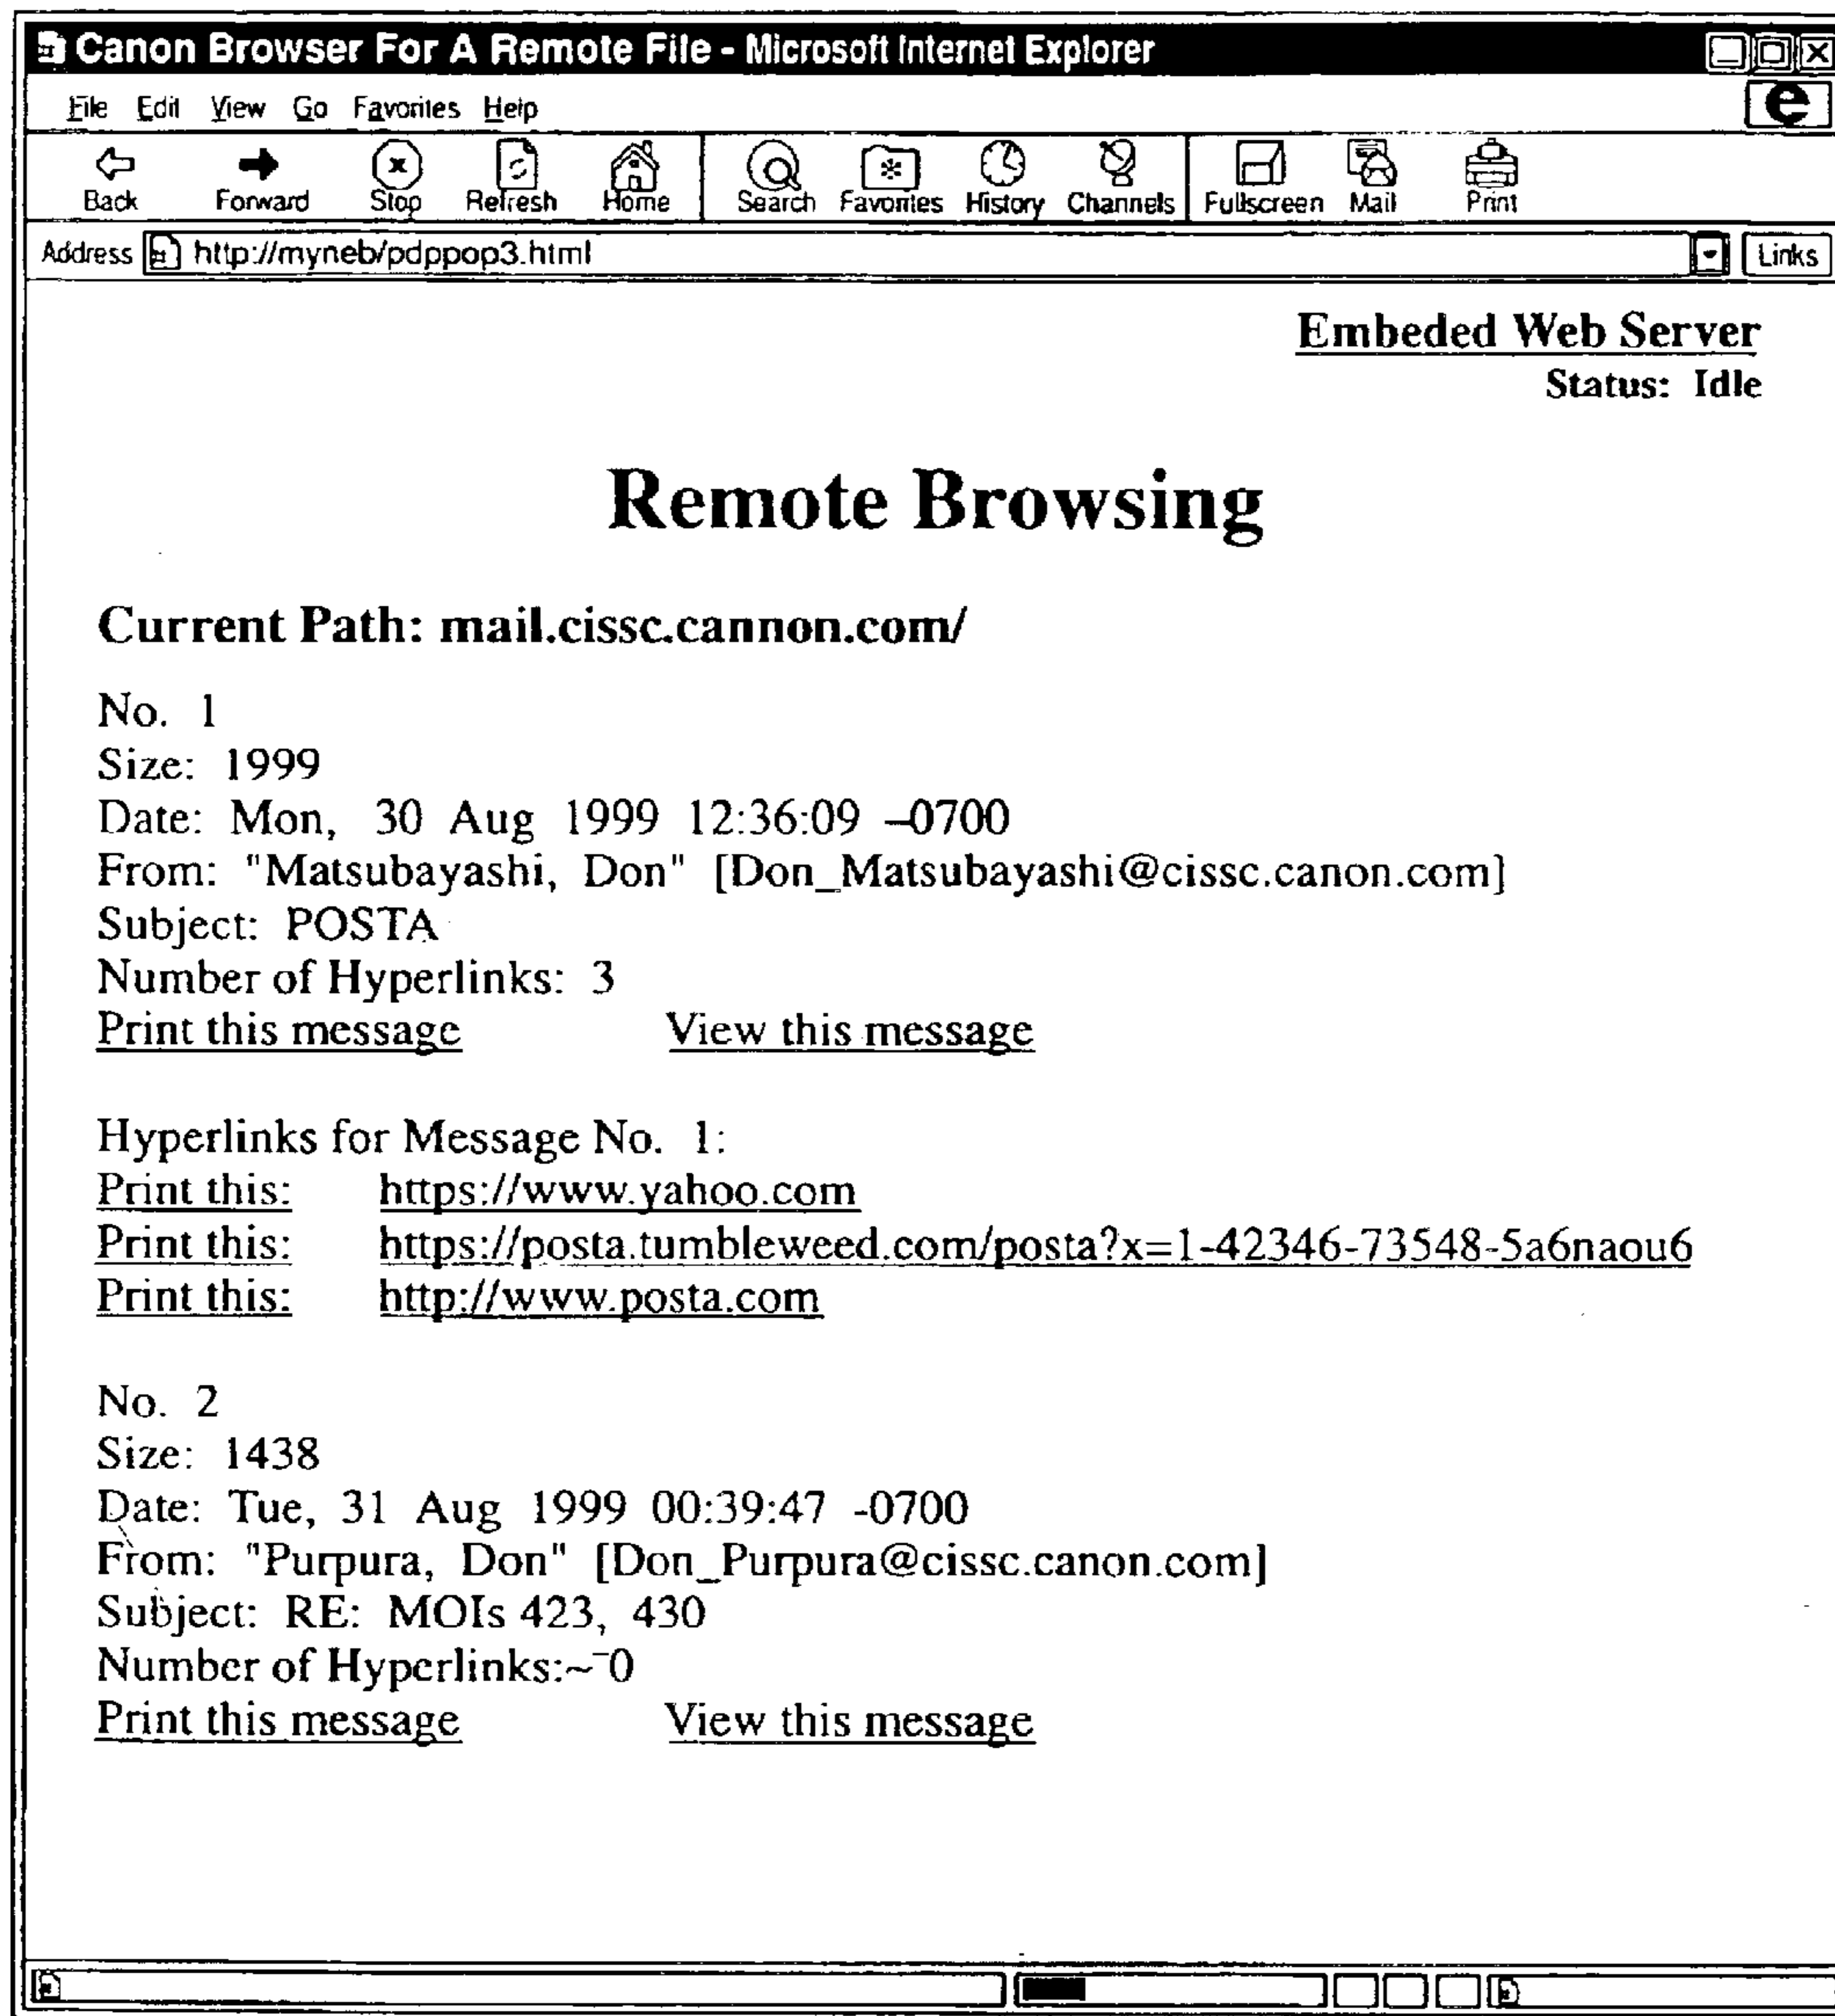 Canon Browser For A Remote File - Microsoft Internet Explorer
File Edit View Go Favorites Help
e
Back Forward Stop Refresh Home Search Favorites History Channels Fullscreen Mail Print
Address http://myneb/pdppop3.html Links
Embeded Web Server
Status: Idle
Remote Browsing
Current Path: mail.cissc.cannon.com/
No. 1
Size: 1999
Date: Mon, 30 Aug 1999 12:36:09 –0700
From: "Matsubayashi, Don" [Don_Matsubayashi@cissc.canon.com]
Subject: POSTA
Number of Hyperlinks: 3
Print this message View this message
Hyperlinks for Message No. 1:
Print this: https://www.yahoo.com
Print this: https://posta.tumbleweed.com/posta?x=1-42346-73548-5a6naou6
Print this: http://www.posta.com
No. 2
Size: 1438
Date: Tue, 31 Aug 1999 00:39:47 -0700
From: "Purpura, Don" [Don_Purpura@cissc.canon.com]
Subject: RE: MOIs 423, 430
Number of Hyperlinks:~ 0
Print this message View this message